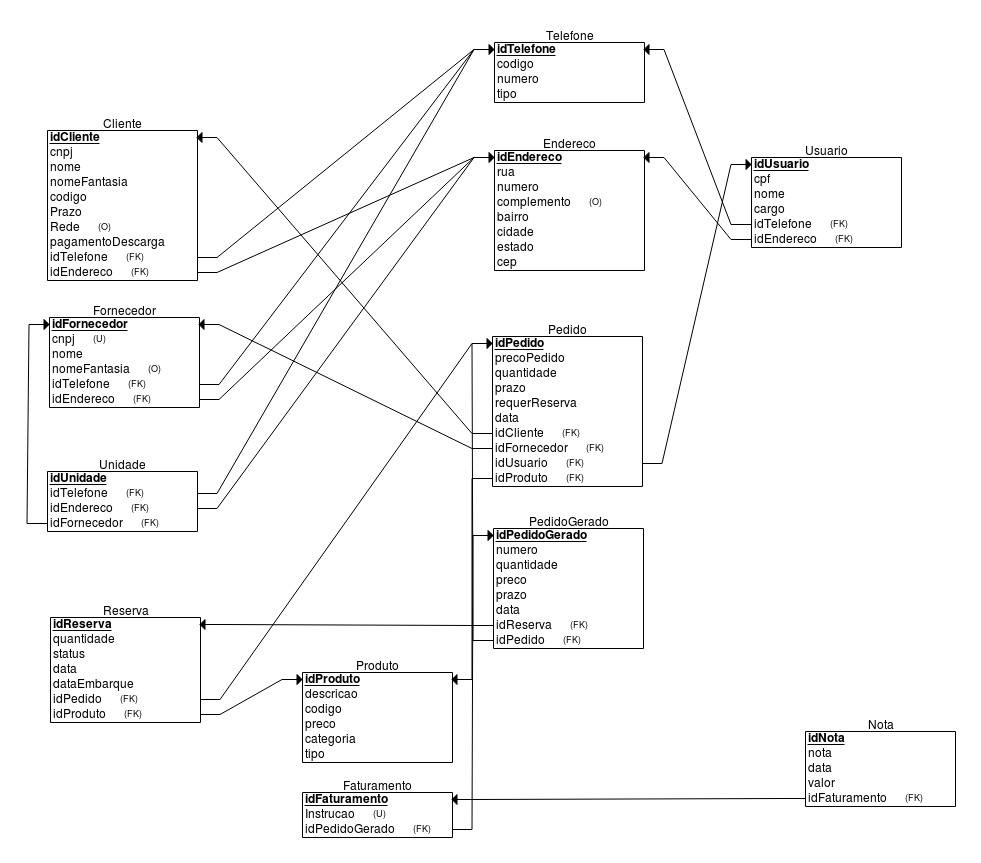 Telefone
idTelefone
codigo
numero
tipo
Cliente
idCliente
cnpj
nome
nomeFantasia
codigo
Prazo
Rede (O)
pagamentoDescarga
idTelefone (FK)
idEndereco (FK)
Endereco
idEndereco
rua
numero
complemento (O)
bairro
cidade
estado
cep
Usuario
idUsuario
cpf
nome
cargo
idTelefone (FK)
idEndereco (FK)
Fornecedor
idFornecedor
cnpj (U)
nome
nomeFantasia (O)
idTelefone (FK)
idEndereco (FK)
Pedido
idPedido
precoPedido
quantidade
prazo
requerReserva
data
idCliente (FK)
idFornecedor (FK)
idUsuario (FK)
idProduto (FK)
Unidade
idUnidade
idTelefone (FK)
idEndereco (FK)
idFornecedor (FK)
PedidoGerado
idPedidoGerado
numero
quantidade
preco
prazo
data
idReserva (FK)
idPedido (FK)
Reserva
idReserva
quantidade
status
data
dataEmbarque
idPedido (FK)
idProduto (FK)
Produto
idProduto
descricao
codigo
preco
categoria
tipo
Nota
idNota
nota
data
valor
idFaturamento (FK)
Faturamento
idFaturamento
Instrucao (U)
idPedidoGerado (FK)